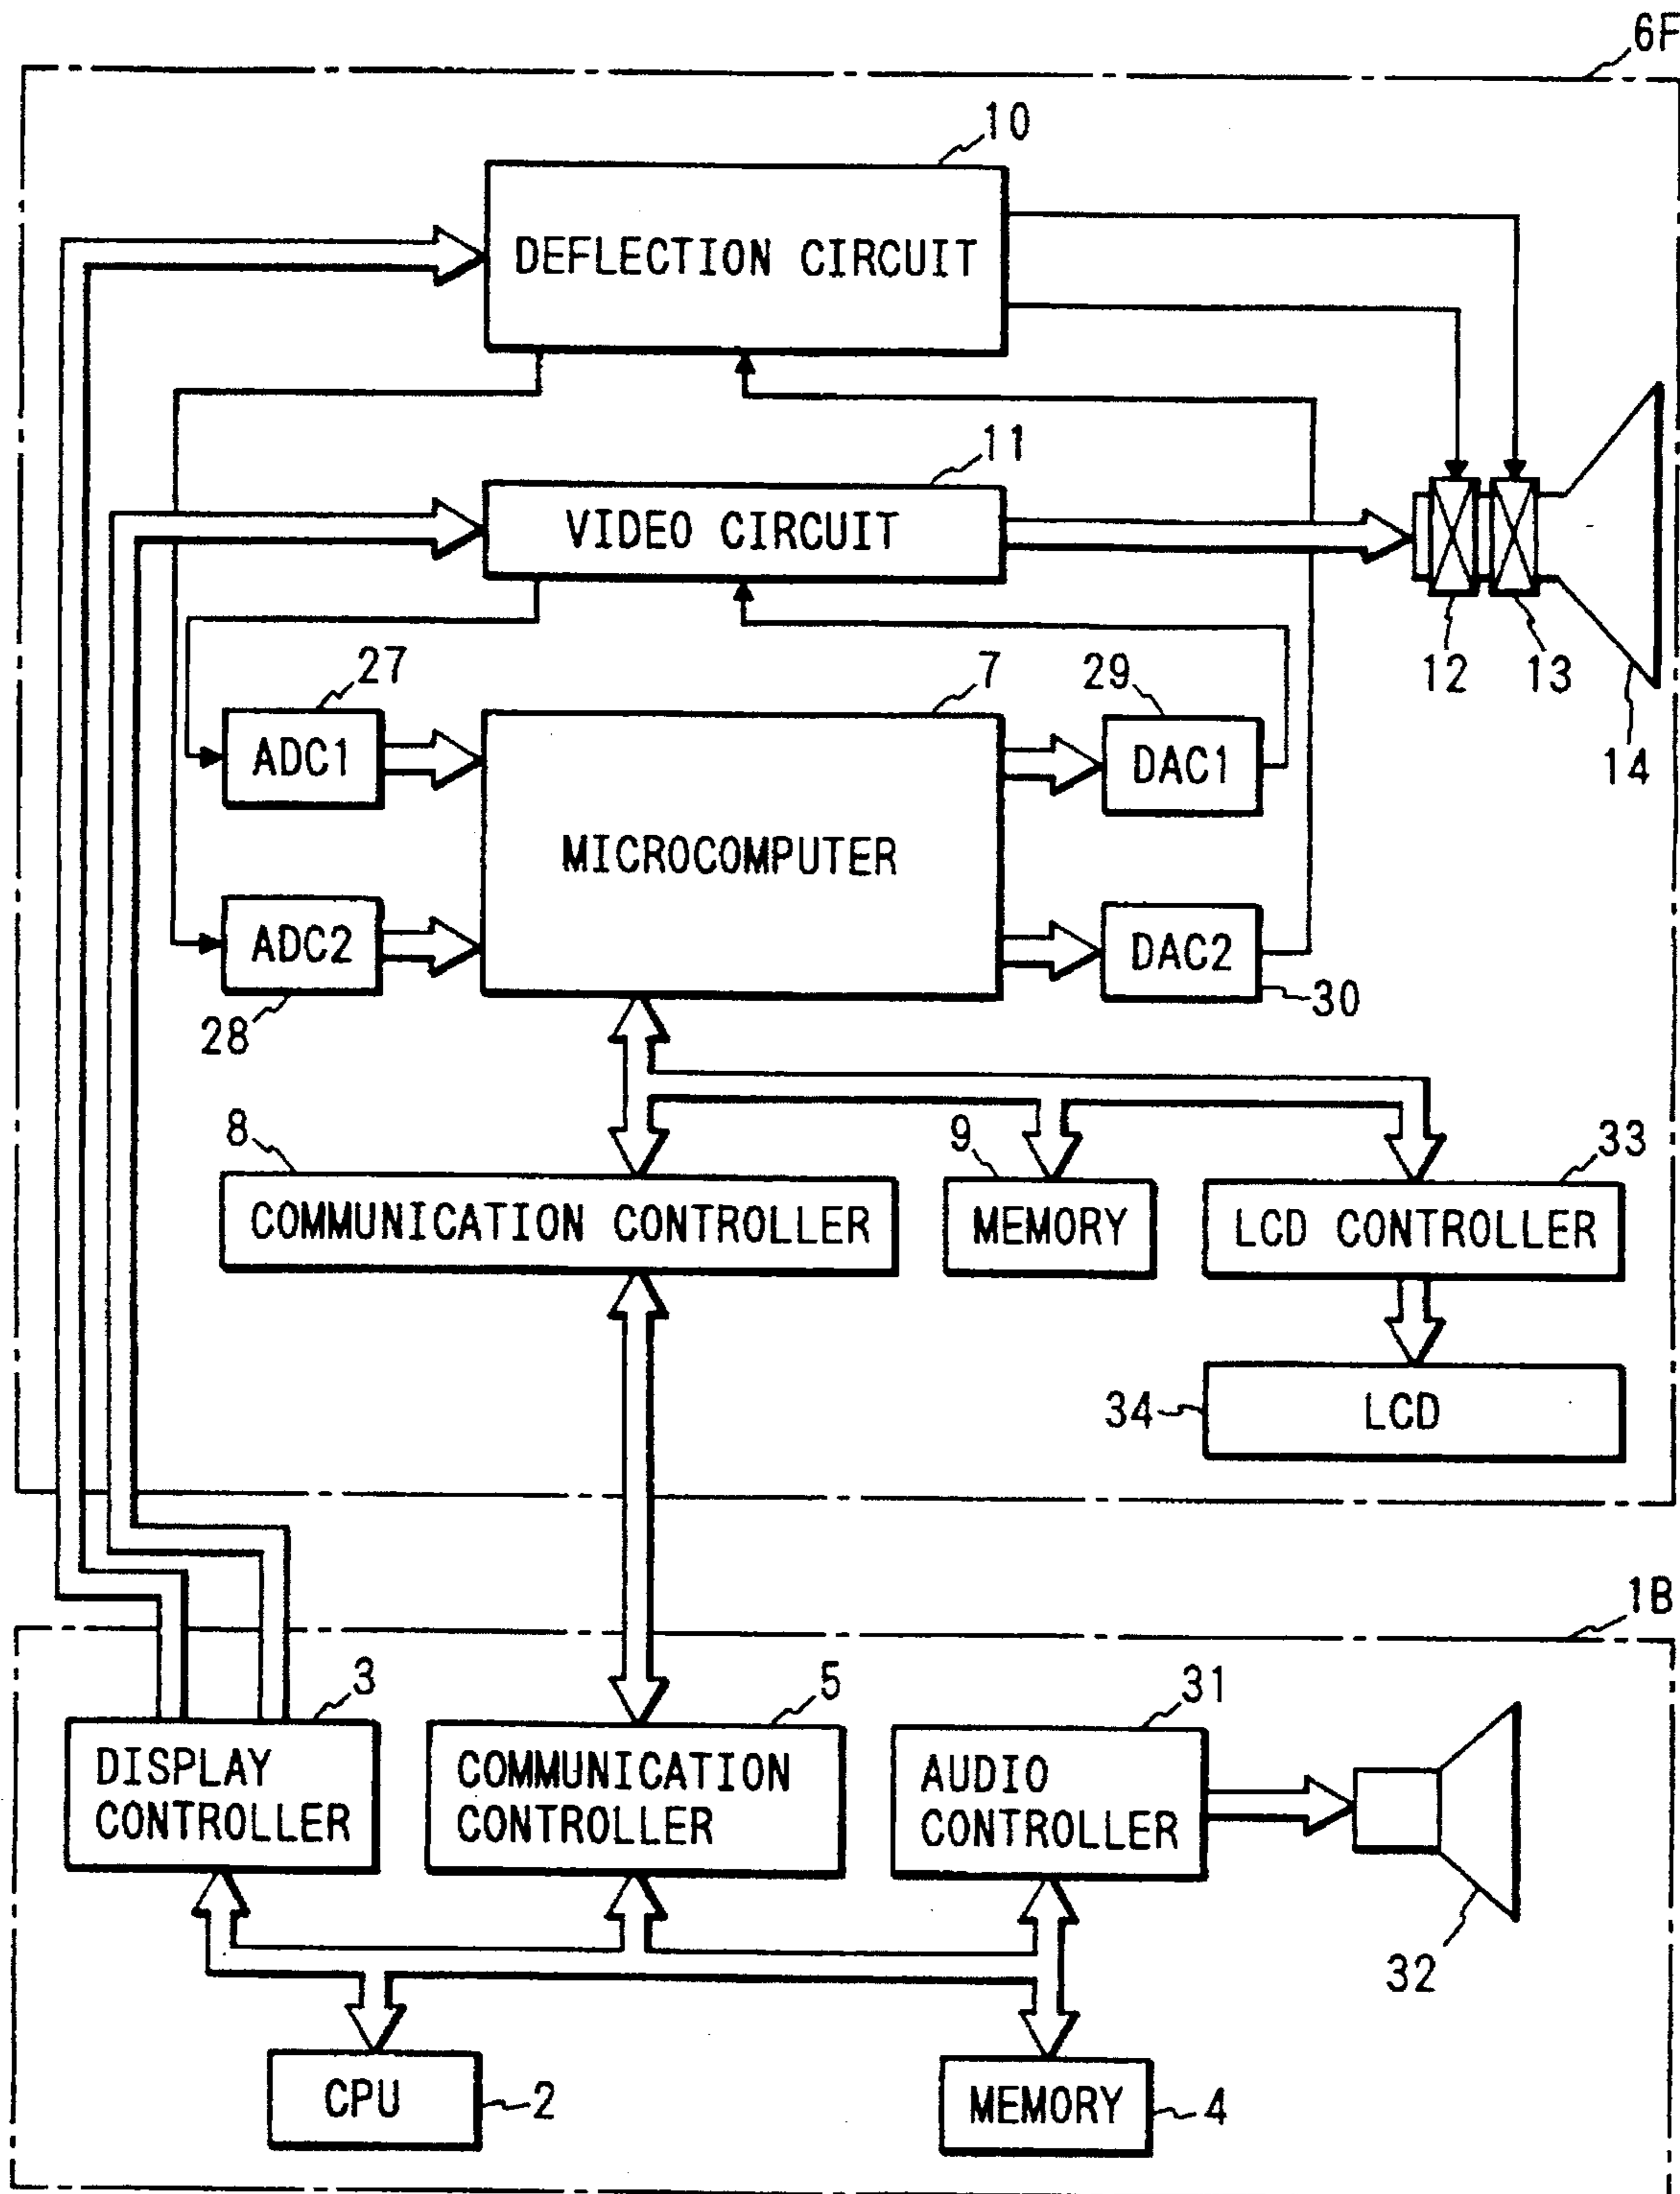 6F
10
DEFLECTION CIRCUIT
11
VIDEO CIRCUIT
12
13
14
27
7
29
ADC1
DAC1
MICROCOMPUTER
ADC2
DAC2
28
30
8
9
33
COMMUNICATION CONTROLLER
MEMORY
LCD CONTROLLER
34
LCD
1B
3
5
31
DISPLAY
CONTROLLER
COMMUNICATION
CONTROLLER
AUDIO
CONTROLLER
32
CPU
2
MEMORY
4